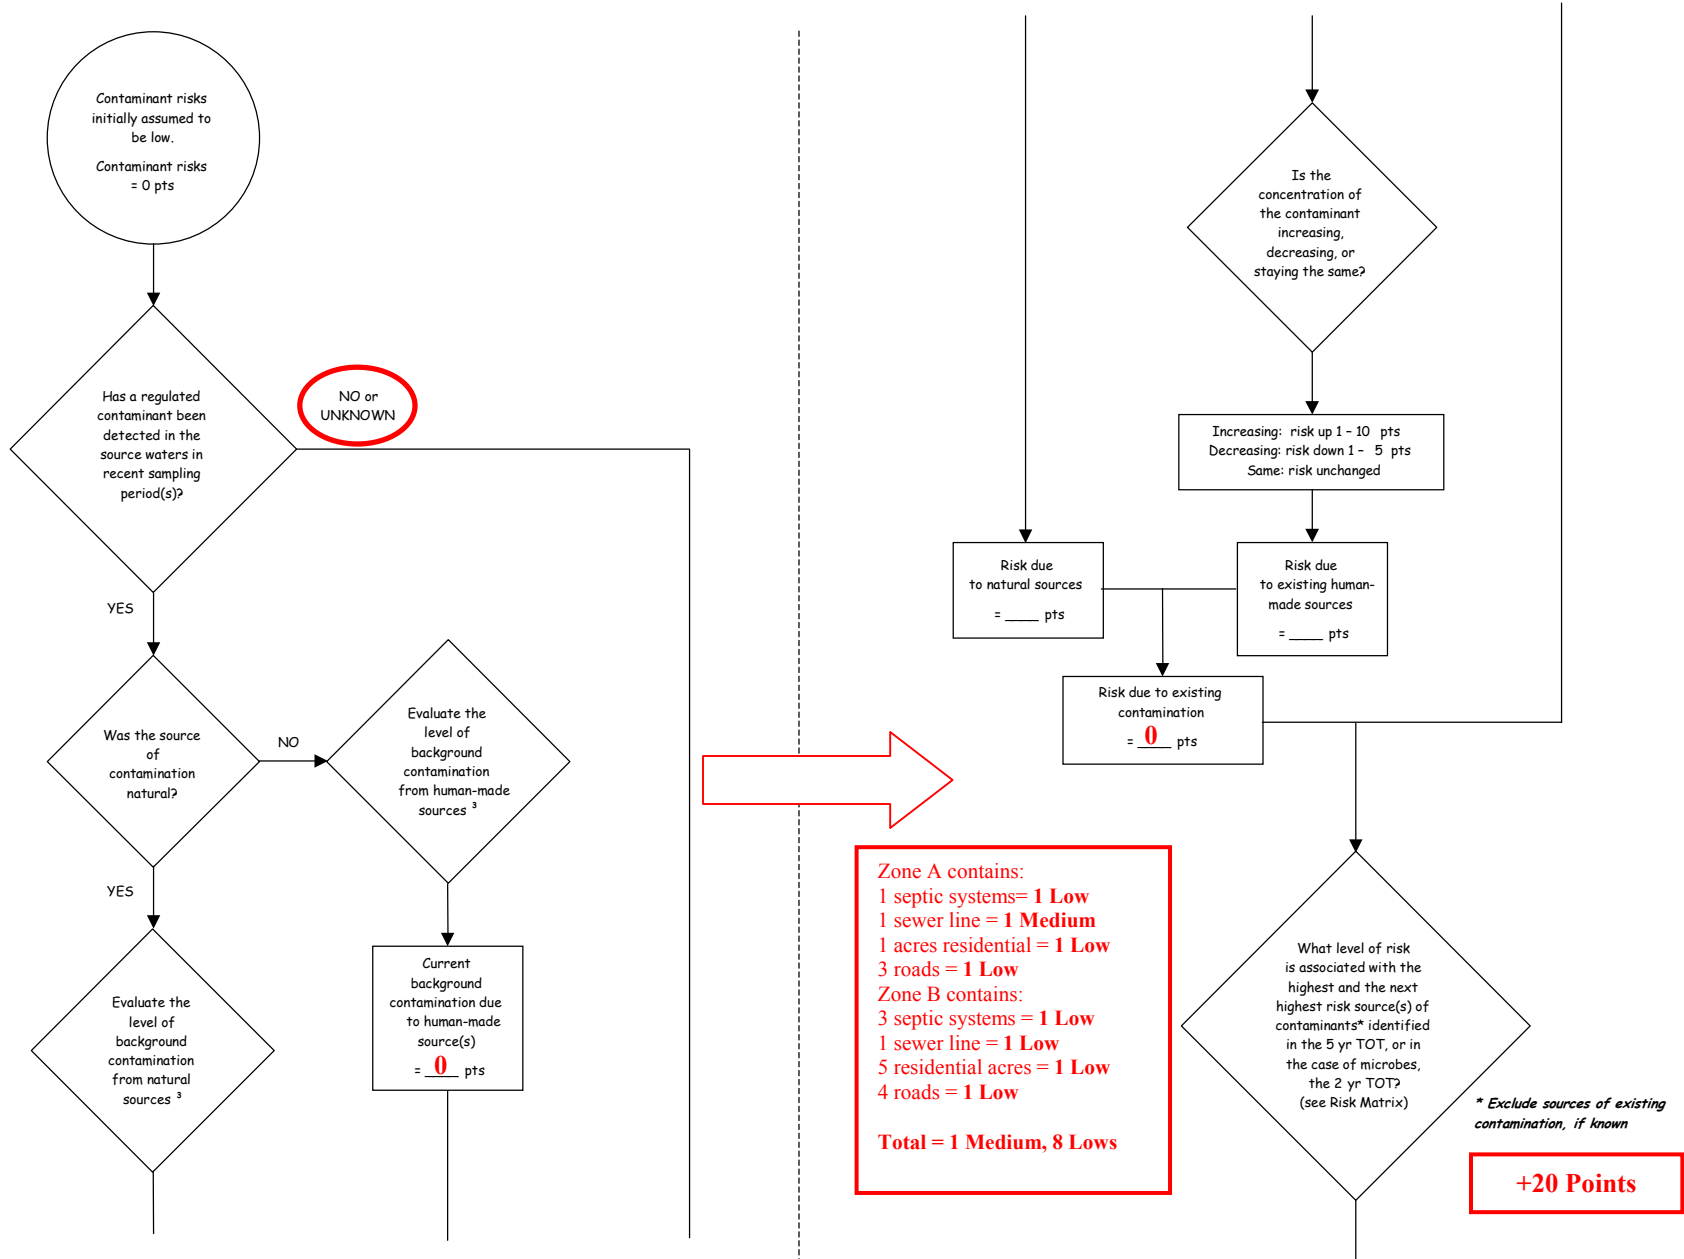 Contaminant risks
initially assumed to
be low.
Contaminant risks
= 0 pts
Has a regulated
contaminant been
detected in the
source waters in
recent sampling
period(s)?
NO or
UNKNOWN
YES
Was the source
of
contamination
natural?
NO
Evaluate the
level of
background
contamination
from human-made
sources ³
YES
Evaluate the
level of
background
contamination
from natural
sources ³
Current
background
contamination due
to human-made
source(s)
= __0__ pts
Is the
concentration of
the contaminant
increasing,
decreasing, or
staying the same?
Increasing: risk up 1 – 10 pts
Decreasing: risk down 1 – 5 pts
Same: risk unchanged
Risk due
to natural sources
= ____ pts
Risk due
to existing human-
made sources
= ____ pts
Risk due to existing
contamination
= __0__ pts
Zone A contains:
1 septic systems= 1 Low
1 sewer line = 1 Medium
1 acres residential = 1 Low
3 roads = 1 Low
Zone B contains:
3 septic systems = 1 Low
1 sewer line = 1 Low
5 residential acres = 1 Low
4 roads = 1 Low
Total = 1 Medium, 8 Lows
What level of risk
is associated with the
highest and the next
highest risk source(s) of
contaminants* identified
in the 5 yr TOT, or in
the case of microbes,
the 2 yr TOT?
(see Risk Matrix)
* Exclude sources of existing
contamination, if known
+20 Points